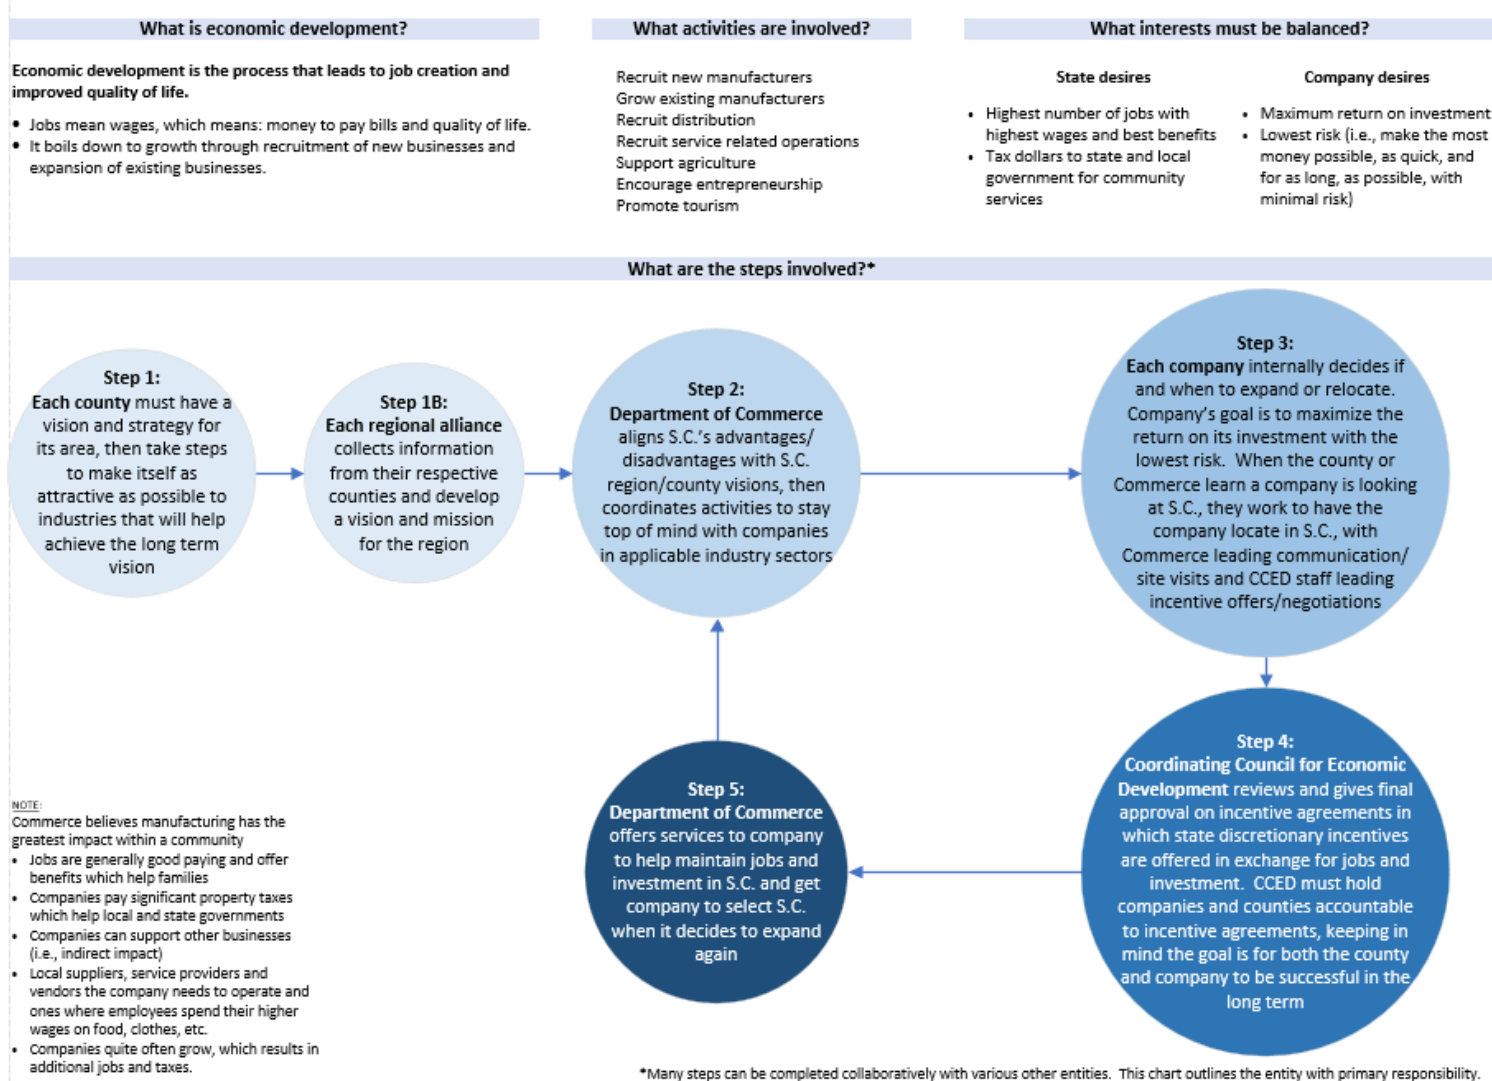 What is economic development?
Economic development is the process that leads to job creation and
improved quality of life.
• Jobs mean wages, which means: money to pay bills and quality of life.
• It boils down to growth through recruitment of new businesses and
expansion of existing businesses.
What activities are involved?
Recruit new manufacturers
Grow existing manufacturers
Recruit distribution
Recruit service related operations
Support agriculture
Encourage entrepreneurship
Promote tourism
What interests must be balanced?
State desires
• Highest number of jobs with
highest wages and best benefits
• Tax dollars to state and local
government for community
services
Company desires
• Maximum return on investment
• Lowest risk (i.e., make the most
money possible, as quick, and
for as long, as possible, with
minimal risk)
What are the steps involved?*
Step 1:
Each county must have a
vision and strategy for
its area, then take steps
to make itself as
attractive as possible to
industries that will help
achieve the long term
vision
Step 1B:
Each regional alliance
collects information
from their respective
counties and develop
a vision and mission
for the region
Step 2:
Department of Commerce
aligns S.C.'s advantages/
disadvantages with S.C.
region/county visions, then
coordinates activities to stay
top of mind with companies
in applicable industry sectors
Step 3:
Each company internally decides if
and when to expand or relocate.
Company's goal is to maximize the
return on its investment with the
lowest risk. When the county or
Commerce learn a company is looking
at S.C., they work to have the
company locate in S.C., with
Commerce leading communication/
site visits and CCED staff leading
incentive offers/negotiations
Step 4:
Coordinating Council for Economic
Development reviews and gives final
approval on incentive agreements in
which state discretionary incentives
are offered in exchange for jobs and
investment. CCED must hold
companies and counties accountable
to incentive agreements, keeping in
mind the goal is for both the county
and company to be successful in the
long term
Step 5:
Department of Commerce
offers services to company
to help maintain jobs and
investment in S.C. and get
company to select S.C.
when it decides to expand
again
NOTE:
Commerce believes manufacturing has the
greatest impact within a community
• Jobs are generally good paying and offer
benefits which help families
• Companies pay significant property taxes
which help local and state governments
• Companies can support other businesses
(i.e., indirect impact)
• Local suppliers, service providers and
vendors the company needs to operate and
ones where employees spend their higher
wages on food, clothes, etc.
• Companies quite often grow, which results in
additional jobs and taxes.
*Many steps can be completed collaboratively with various other entities. This chart outlines the entity with primary responsibility.